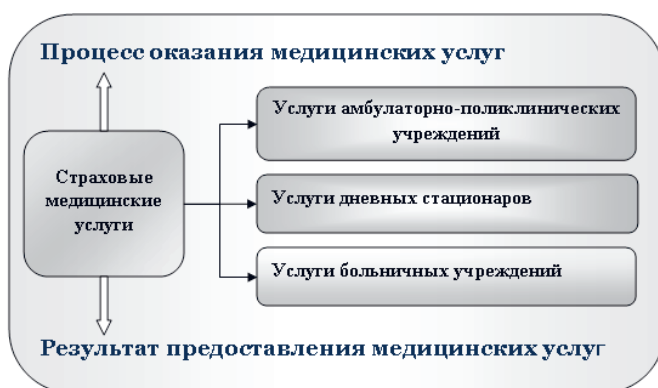 Процесс оказания медицинских услуг
Услуги амбулаторно-поликлинических
учреждений
Страховые
медицинские
услуги
Услуги дневных стационаров
Услуги больничных учреждений
Результат предоставления медицинских услуг